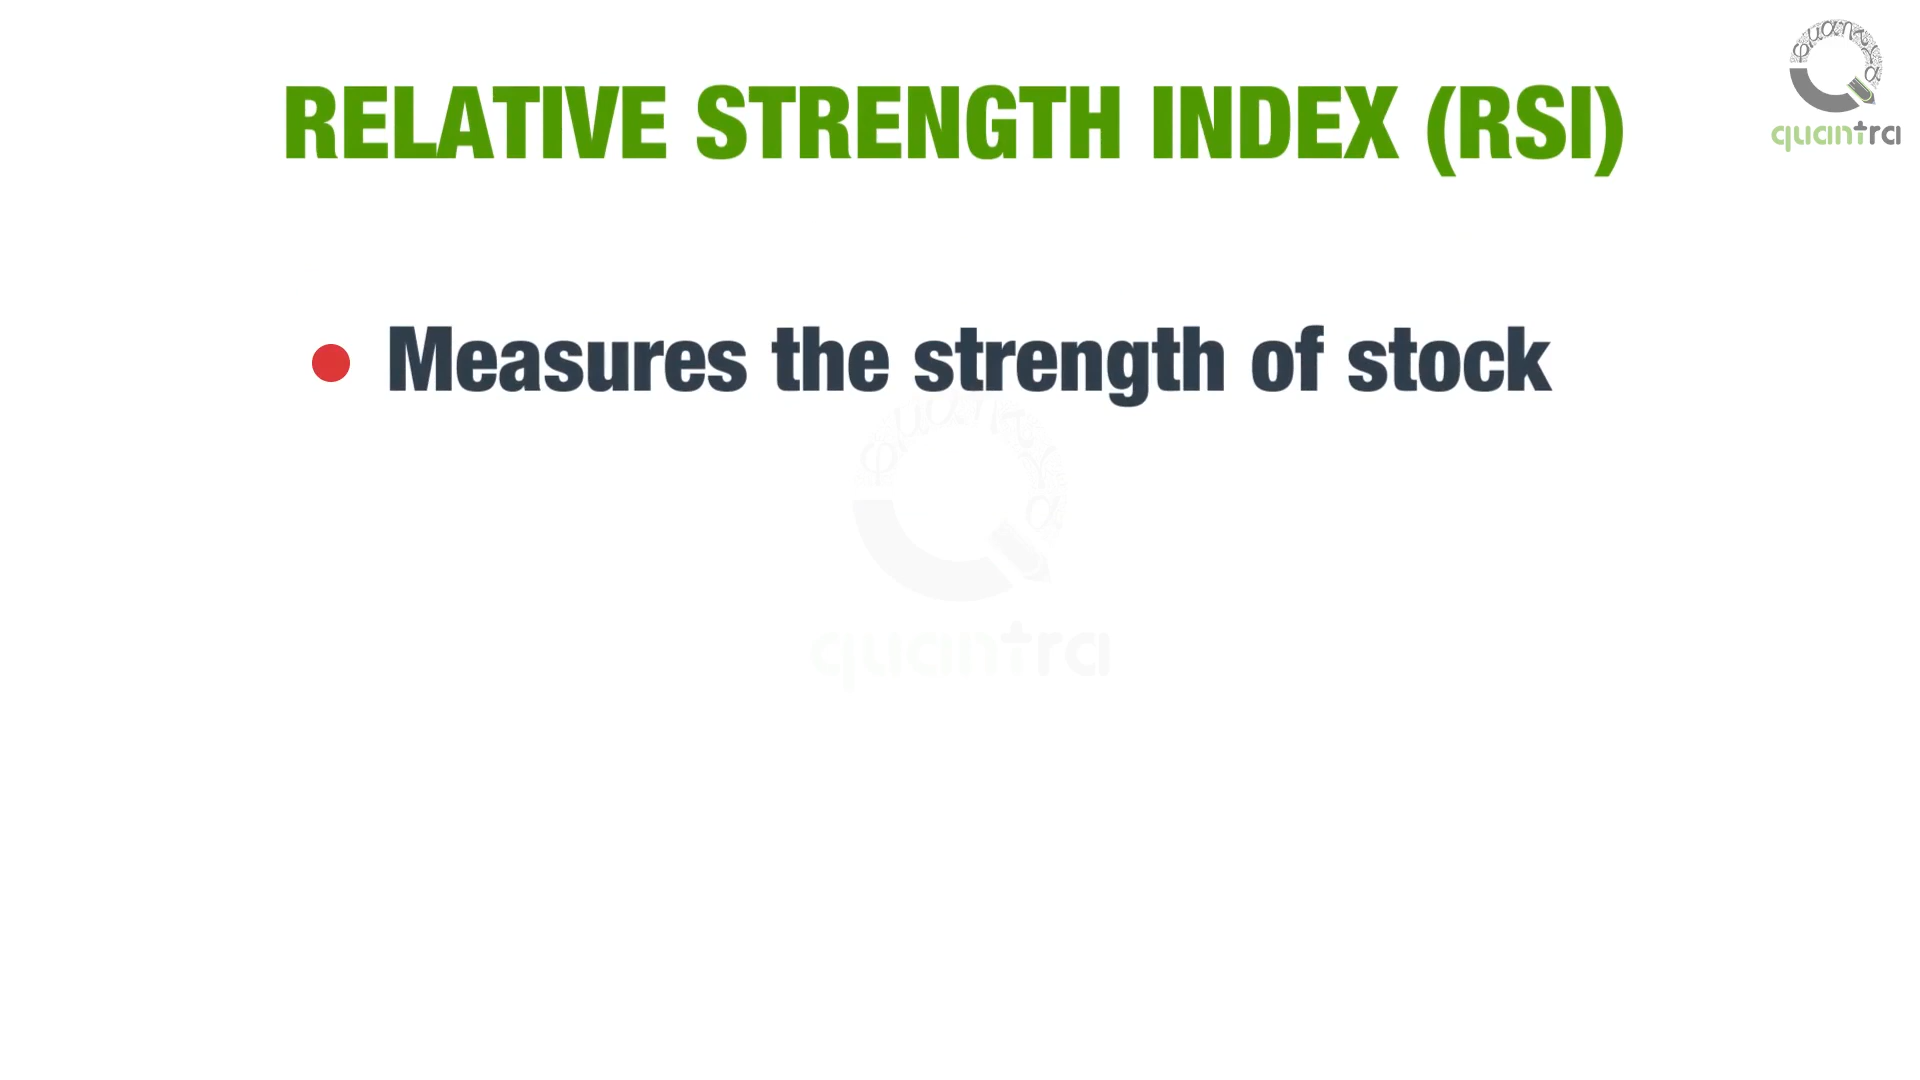 quantra
RELATIVE STRENGTH INDEX (RSI)
Measures the strength of stock
quantra